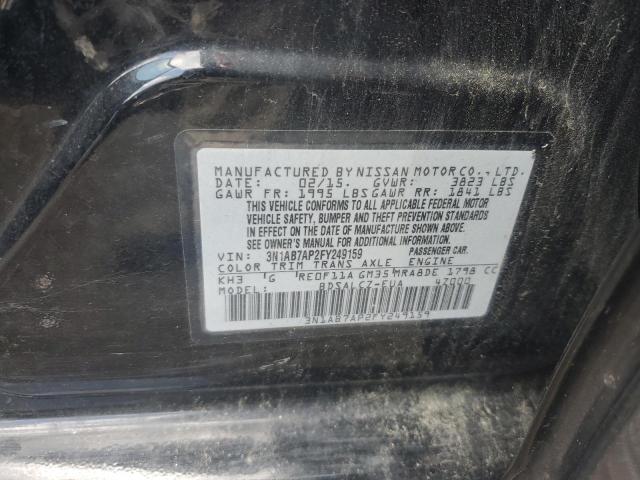 MANUFACTURED BY NISSAN MOTOR CO., LTD.
DATE: 02/15. GVWR: 3823 LBS
GAWR FR: 1995 LBS GAWR RR: 1841 LBS
THIS VEHICLE CONFORMS TO ALL APPLICABLE FEDERAL MOTOR
VEHICLE SAFETY, BUMPER AND THEFT PREVENTION STANDARDS
IN EFFECT ON THE DATE OF MANUFACTURE SHOWN ABOVE.
SEE OWNER'S MANUAL FOR ADDITIONAL INFORMATION
VIN: 3N1AB7AP2FY249159 PASSENGER CAR.
COLOR TRIM TRANS AXLE ENGINE
KH3 G RE0F11A GM35 MRA8DE 1798 CC
BDSALCZ-EUA 47000
3N1AB7AP2FY249159